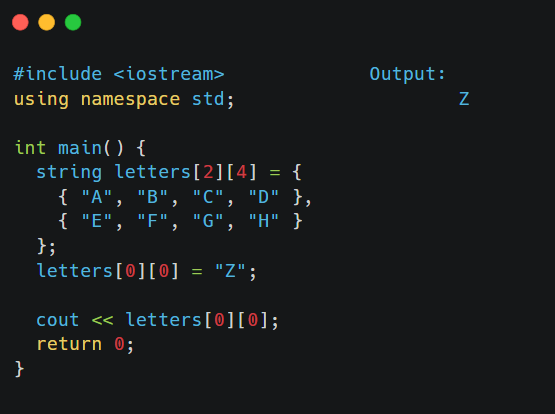 #include <iostream>
Output:
using namespace std;
Z
int main() {
  string letters[2][4] = {
    { "A", "B", "C", "D" },
    { "E", "F", "G", "H" }
  };
  letters[0][0] = "Z";
  cout << letters[0][0];
  return 0;
}